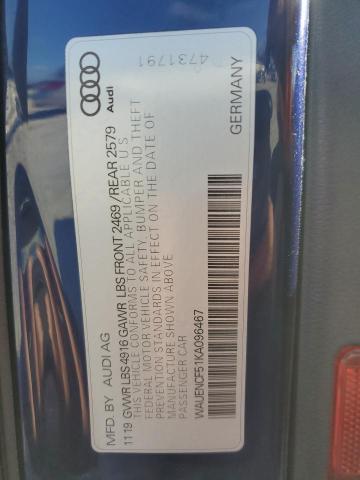 MFD. BY AUDI AG
11 19 GVWR LBS 4916 GAWR LBS FRONT 2469 /REAR 2579
THIS VEHICLE CONFORMS TO ALL APPLICABLE U S
FEDERAL MOTOR VEHICLE SAFETY, BUMPER AND THEFT
PREVENTION STANDARDS IN EFFECT ON THE DATE OF
MANUFACTURE SHOWN ABOVE
PASSENGER CAR
WAUENCF51KA096467
Audi
4731791
GERMANY